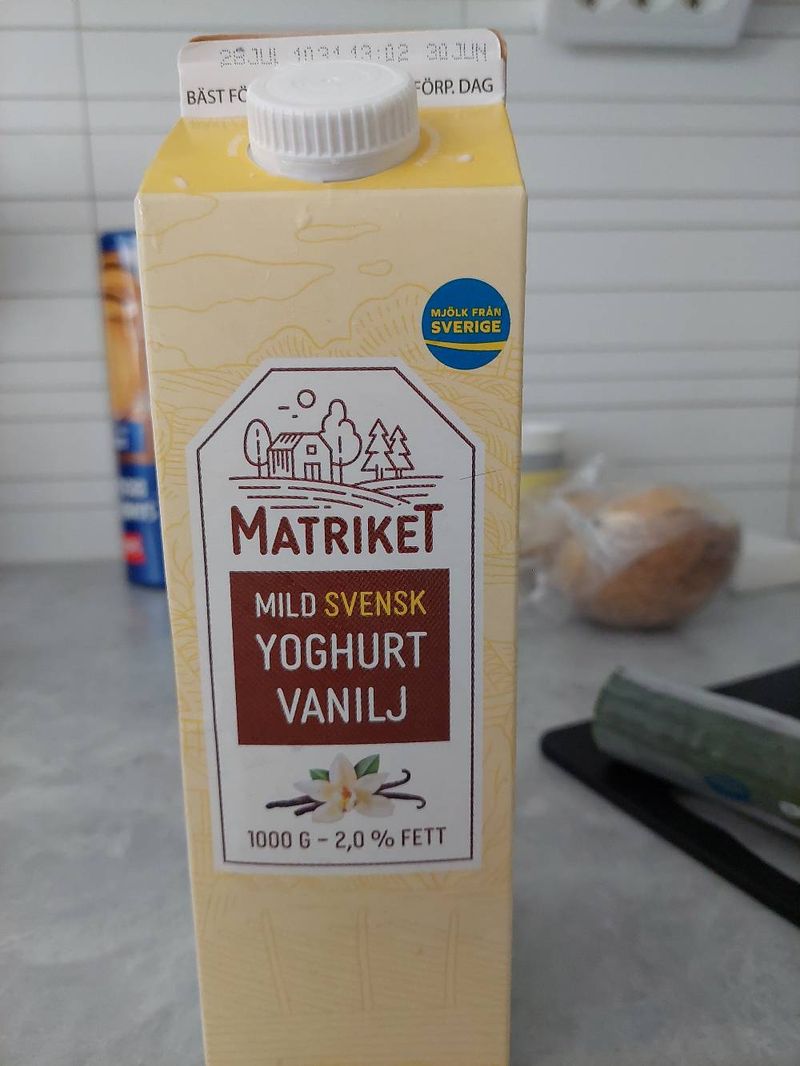 28JUL 1031 13:02 30JUN
BÄST FÖ FÖRP. DAG
MJÖLK FRÅN
SVERIGE
MATRIKET
MILD SVENSK
YOGHURT
VANILJ
1000 G – 2,0 % FETT